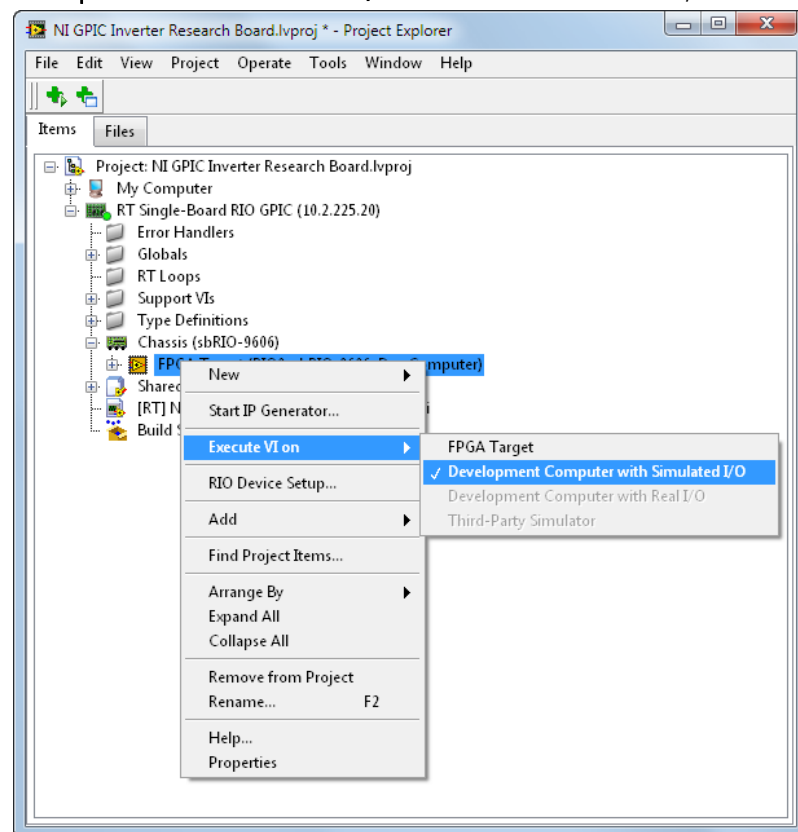 NI GPIC Inverter Research Board.lvproj * - Project Explorer
File Edit View Project Operate Tools Window Help
Items Files
Project: NI GPIC Inverter Research Board.lvproj
My Computer
RT Single-Board RIO GPIC (10.2.225.20)
Error Handlers
Globals
RT Loops
Support VIs
Type Definitions
Chassis (sbRIO-9606)
New
Start IP Generator...
Execute VI on
RIO Device Setup...
Add
Find Project Items...
Arrange By
Expand All
Collapse All
Remove from Project
Rename... F2
Help...
Properties
FPGA Target
✓ Development Computer with Simulated I/O
Development Computer with Real I/O
Third-Party Simulator